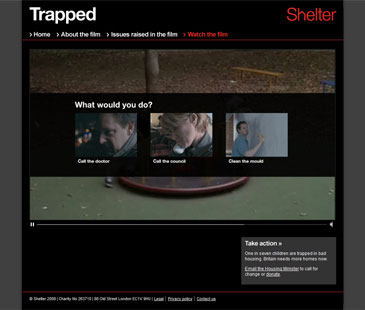 Trapped
Shelter
Home About the film Issues raised in the film Watch the film
What would you do?
Call the doctor Call the council Clean the mould
Take action »
One in seven children are trapped in bad
housing. Britain needs more homes now.
Email the Housing Minister to call for
change or donate.
© Shelter 2008 | Charity No 263710 | 88 Old Street London EC1V 9HU | Legal | Privacy policy | Contact us